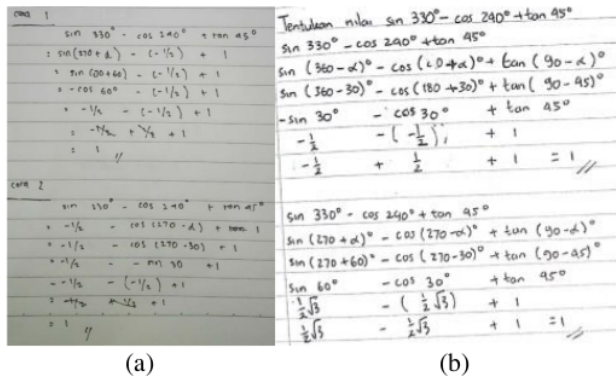 cara 1
sin 330° - cos 240° + tan 45°
= sin (270 + α) - (-1/2) + 1
= sin (270+60) - (-1/2) + 1
= -cos 60° - (-1/2) + 1
= -1/2 - (-1/2) + 1
= -1/2 + 1/2 + 1
= 1 //
cara 2
sin 330° - cos 240° + tan 45°
= -1/2 - cos (270 - α) + tan
= -1/2 - cos (270 - 30) + 1
= -1/2 - - sin 30 + 1
= -1/2 - (-1/2) + 1
= -1/2 + 1/2 + 1
= 1 //
(a)
Tentukan nilai sin 330° - cos 240° + tan 45°
sin 330° - cos 240° + tan 45°
sin (360 - α)° - cos ( + α)° + tan (90 - α)°
sin (360 - 30)° - cos (180 + 30)° + tan (90 - 45)°
-sin 30° - cos 30° + tan 45°
-1/2 - (-1/2) + 1
-1/2 + 1/2 + 1 = 1 //
sin 330° - cos 240° + tan 45°
sin (270 + α)° - cos (270 - α)° + tan (90 - α)°
sin (270 + 60)° - cos (270 - 30)° + tan (90 - 45)°
sin 60° - cos 30° + tan 45°
1/2 √3 - (1/2 √3) + 1
1/2 √3 - 1/2 √3 + 1 = 1 //
(b)